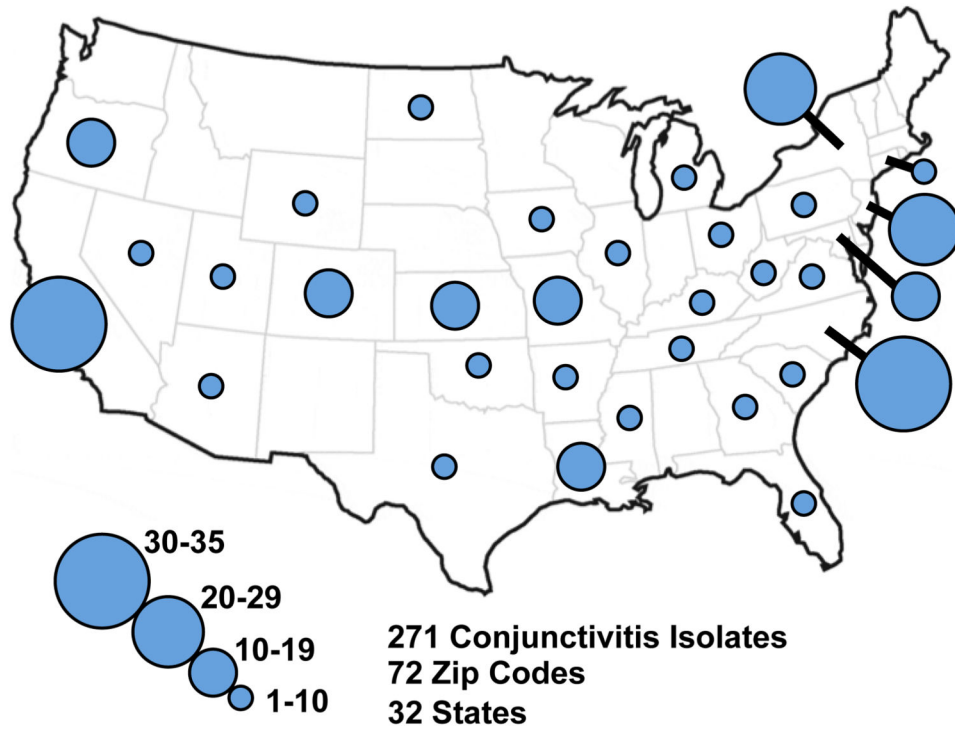 30-35
20-29
10-19
1-10
271 Conjunctivitis Isolates
72 Zip Codes
32 States